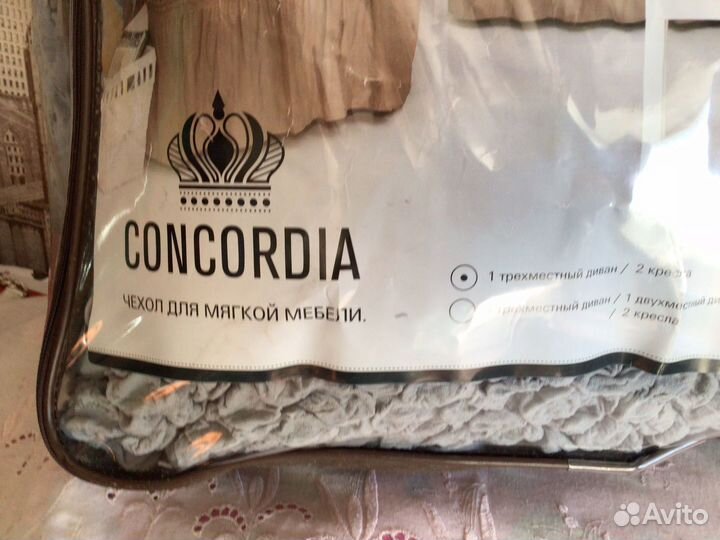 CONCORDIA
ЧЕХОЛ ДЛЯ МЯГКОЙ МЕБЕЛИ.
1 трехместный диван / 2 кресла
трехместный диван / 1 двухместный
/ 2 кресла
Avito